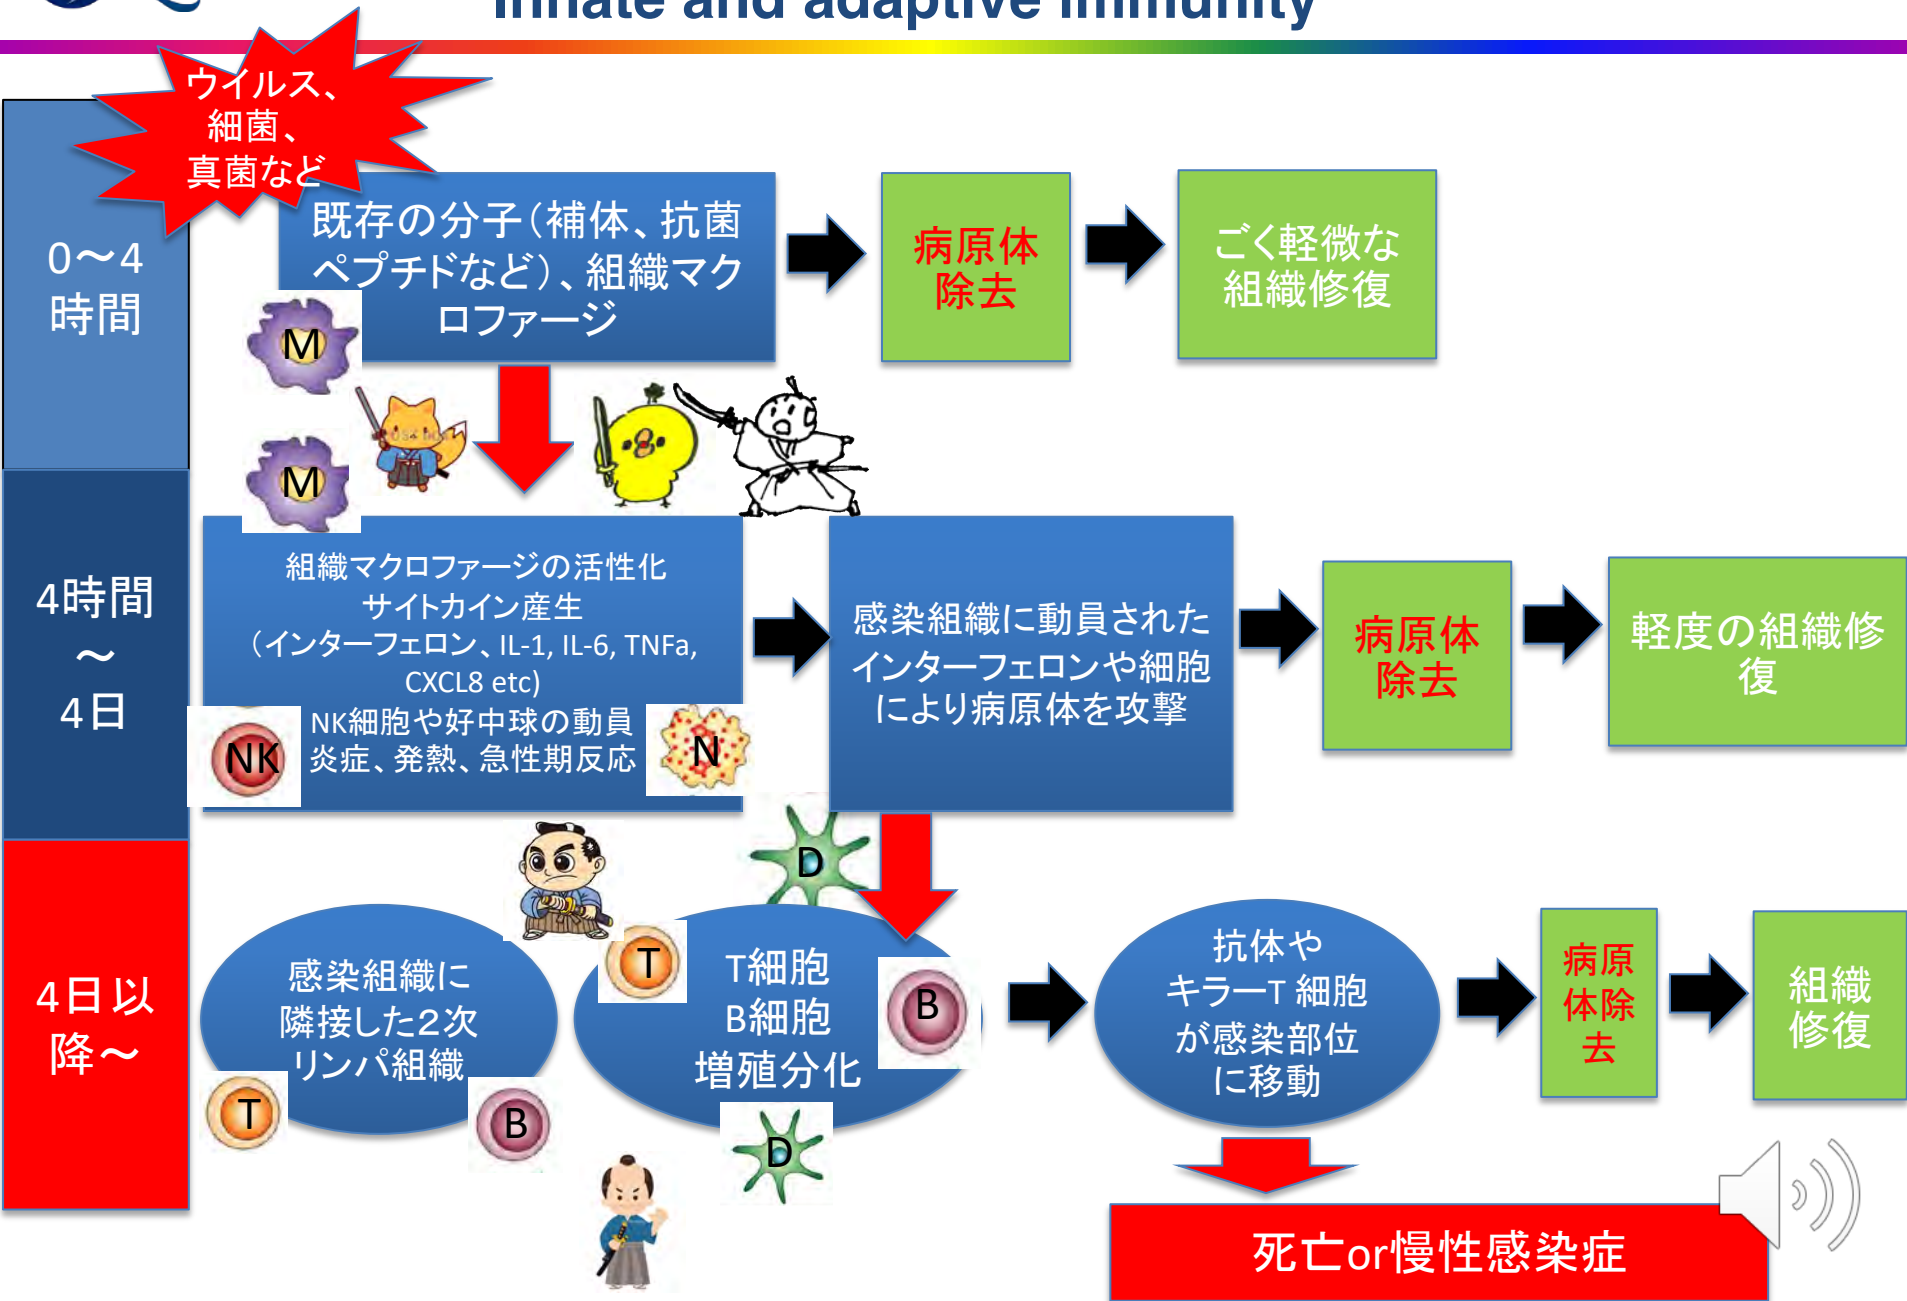 Innate and adaptive immunity
ウイルス、
細菌、
真菌など
0～4
時間
既存の分子（補体、抗菌
ペプチドなど）、組織マク
ロファージ
病原体
除去
ごく軽微な
組織修復
M
M
4時間
～
4日
組織マクロファージの活性化
サイトカイン産生
（インターフェロン、IL-1, IL-6, TNFa,
CXCL8 etc)
NK細胞や好中球の動員
炎症、発熱、急性期反応
NK
N
感染組織に動員された
インターフェロンや細胞
により病原体を攻撃
病原体
除去
軽度の組織修
復
D
4日以
降～
感染組織に
隣接した２次
リンパ組織
T
B
T
T細胞
B細胞
増殖分化
B
D
抗体や
キラーT 細胞
が感染部位
に移動
病原
体除
去
組織
修復
死亡or慢性感染症